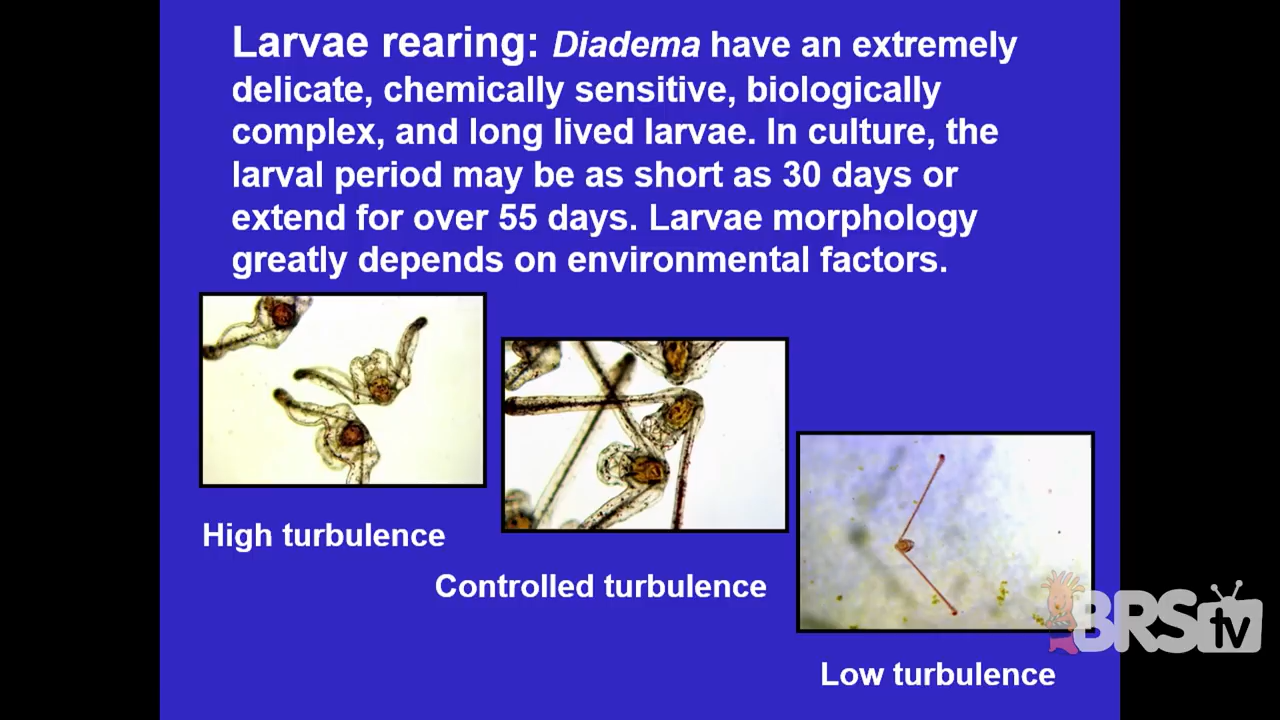 Larvae rearing: Diadema have an extremely
delicate, chemically sensitive, biologically
complex, and long lived larvae. In culture, the
larval period may be as short as 30 days or
extend for over 55 days. Larvae morphology
greatly depends on environmental factors.
High turbulence
Controlled turbulence
Low turbulence
BRS tv